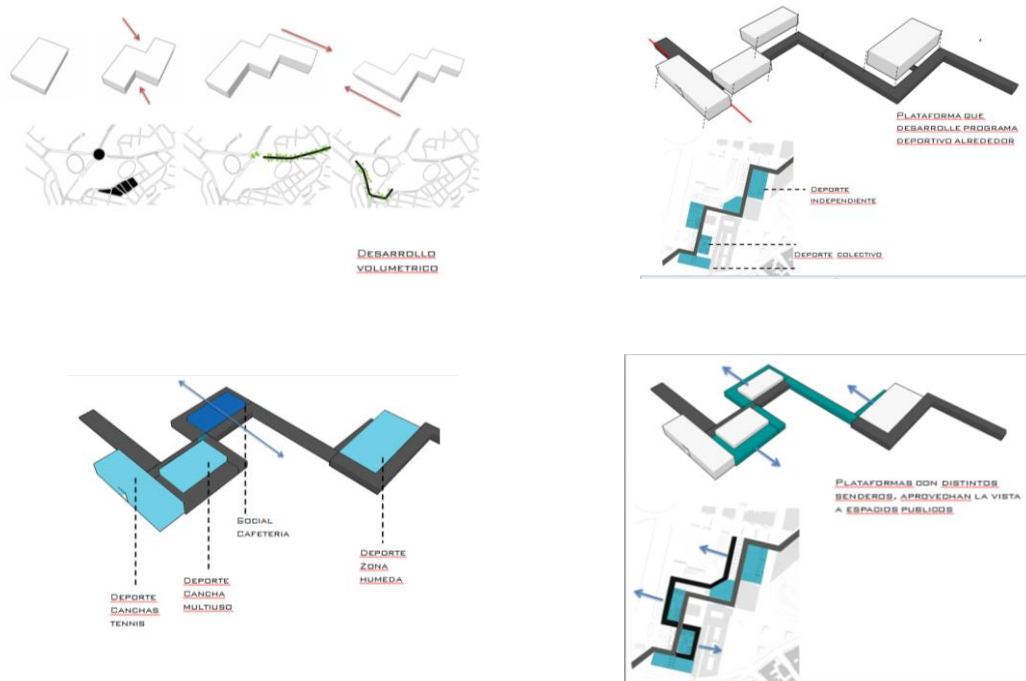 DESARROLLO
VOLUMETRICO
PLATAFORMA QUE
DESARROLLE PROGRAMA
DEPORTIVO ALREDEDOR
DEPORTE
INDEPENDIENTE
DEPORTE COLECTIVO
SOCIAL
CAFETERIA
DEPORTE
ZONA
HUMEDA
DEPORTE
CANCHA
MULTIUSO
DEPORTE
CANCHAS
TENNIS
PLATAFORMAS CON DISTINTOS
SENDEROS, APROVECHAN LA VISTA
A ESPACIOS PUBLICOS